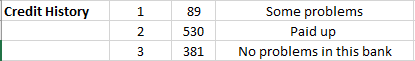 Credit History 1 89 Some problems
2 530 Paid up
3 381 No problems in this bank